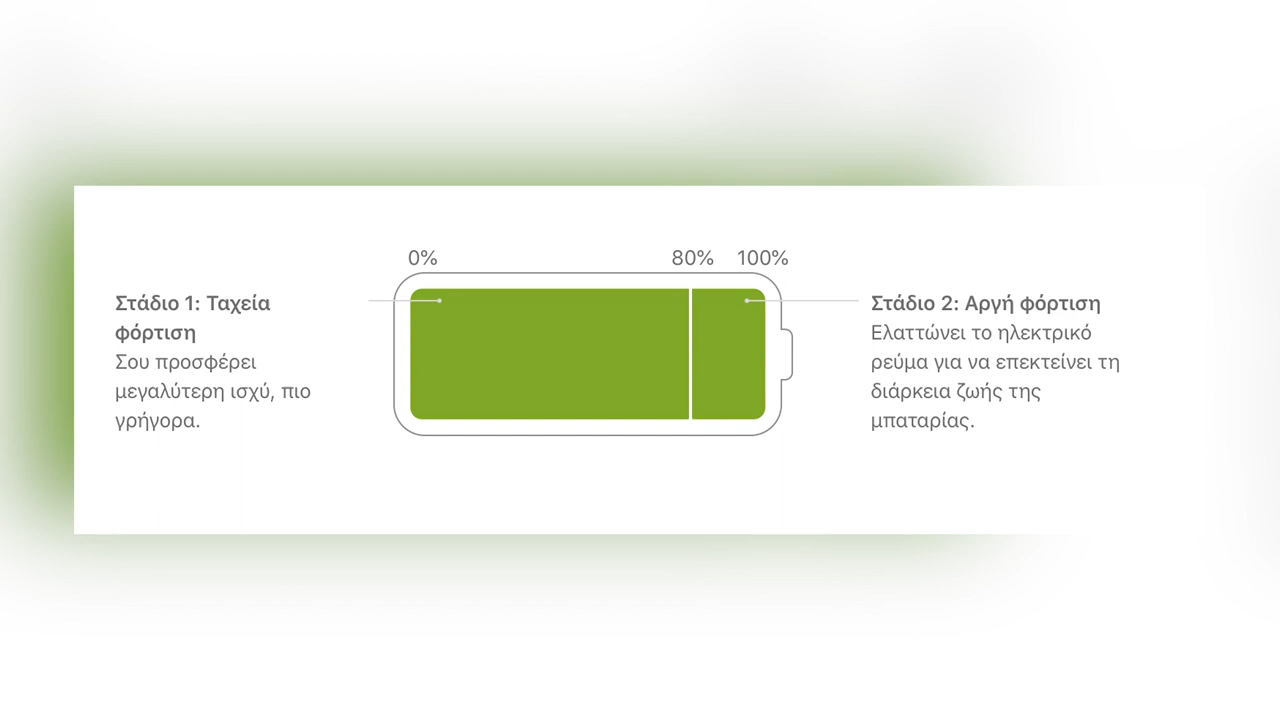 0%
80%
100%
Στάδιο 1: Ταχεία
φόρτιση
Σου προσφέρει
μεγαλύτερη ισχύ, πιο
γρήγορα.
Στάδιο 2: Αργή φόρτιση
Ελαττώνει το ηλεκτρικό
ρεύμα για να επεκτείνει τη
διάρκεια ζωής της
μπαταρίας.